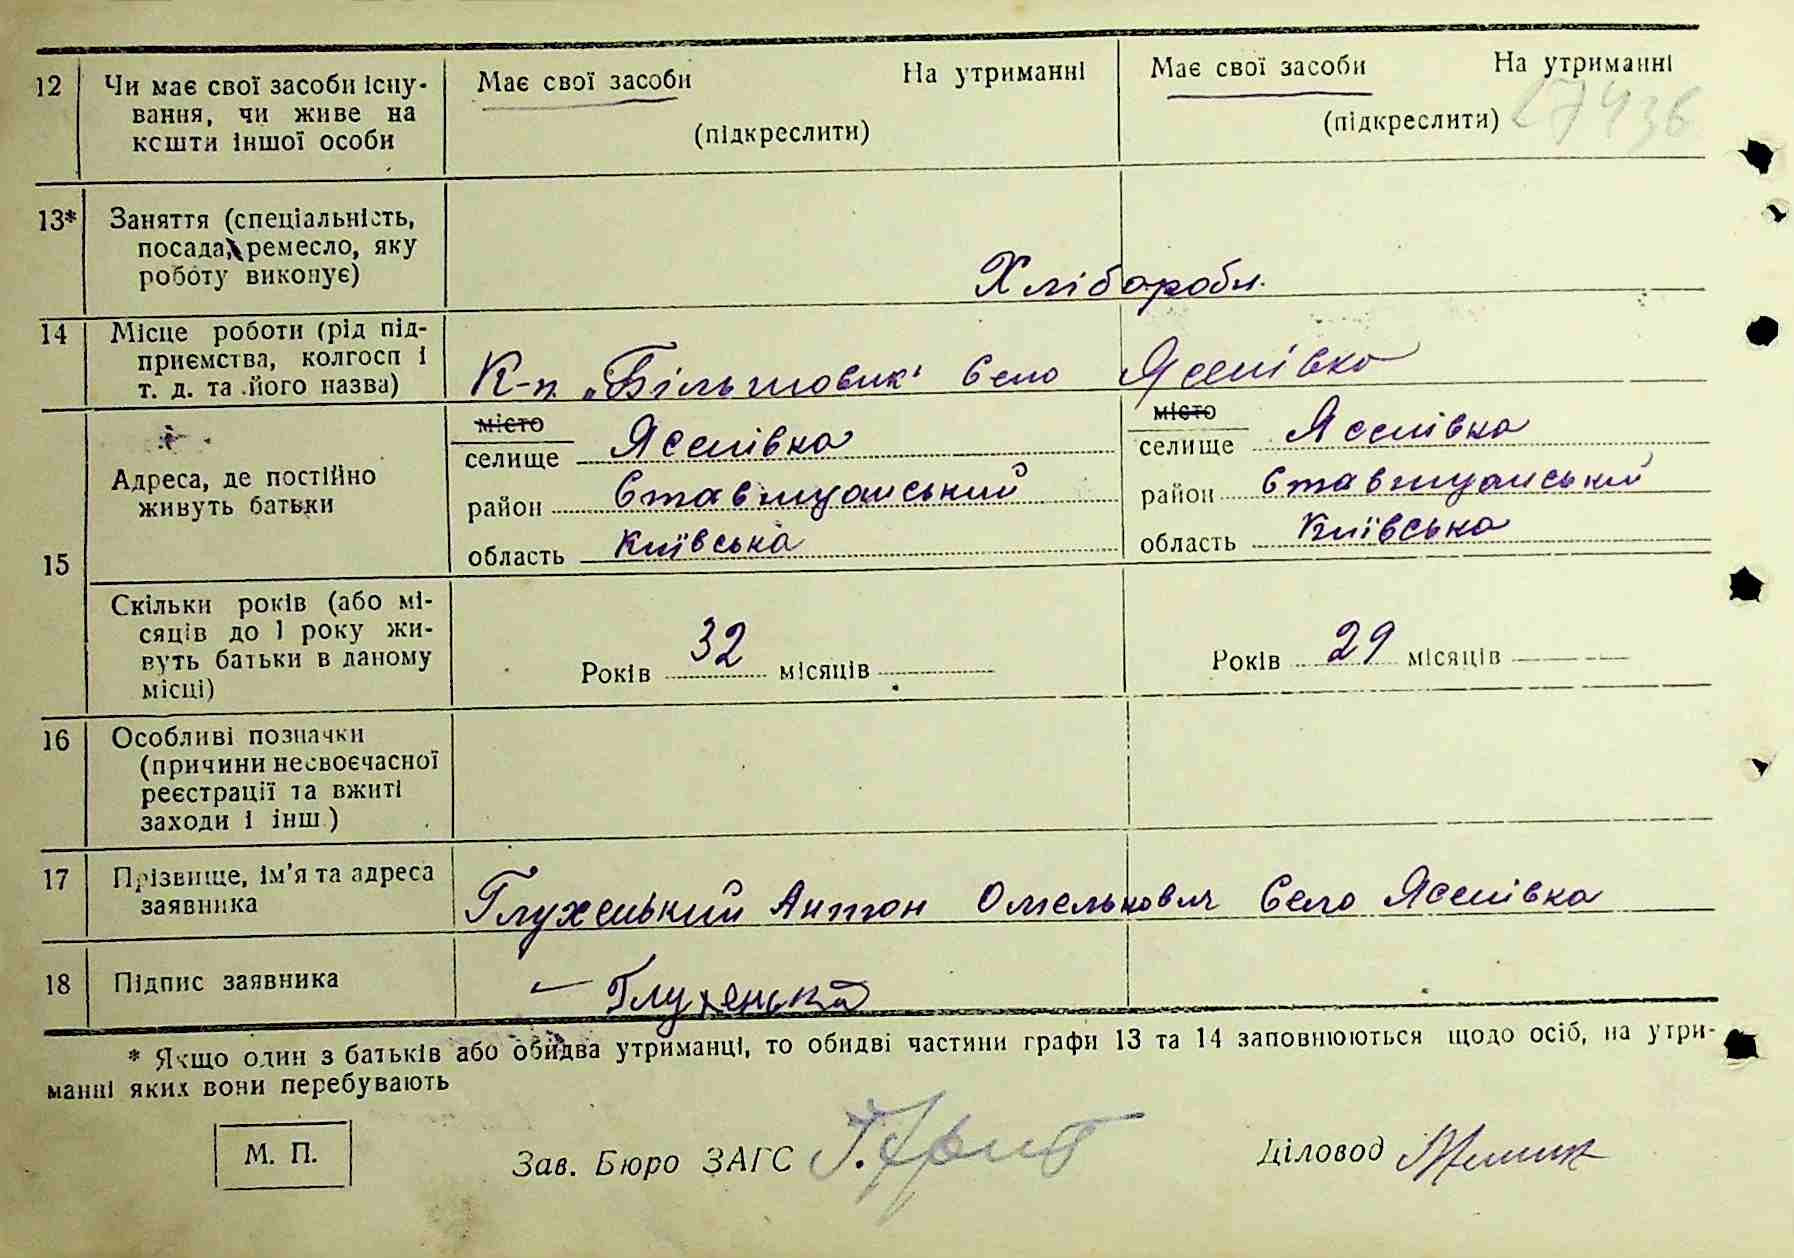 12 Чи має свої засоби існу-
вання, чи живе на
кошти іншої особи
Має свої засоби На утриманні
(підкреслити)
Має свої засоби На утриманні
(підкреслити)
27436
13* Заняття (спеціальність,
посада, ремесло, яку
роботу виконує)
Хлібороби.
14 Місце роботи (рід під-
приємства, колгосп і
т. д. та його назва)
К-п. „Більшовик" село Ясенівка
15
Адреса, де постійно
живуть батьки
місто
селище Ясенівка
район Ставищанський
область Київська
місто
селище Ясенівка
район Ставищанський
область Київська
Скільки років (або мі-
сяців до 1 року жи-
вуть батьки в даному
місці)
Років 32 місяців
Років 29 місяців
16 Особливі позначки
(причини несвоєчасної
реєстрації та вжиті
заходи і інш.)
17 Прізвище, ім'я та адреса
заявника
Глухенький Антон Омелькович село Ясенівка
18 Підпис заявника
* Якщо один з батьків або обидва утриманці, то обидві частини графи 13 та 14 заповнюються щодо осіб, на утри-
манні яких вони перебувають
М. П.
Зав. Бюро ЗАГС
Діловод